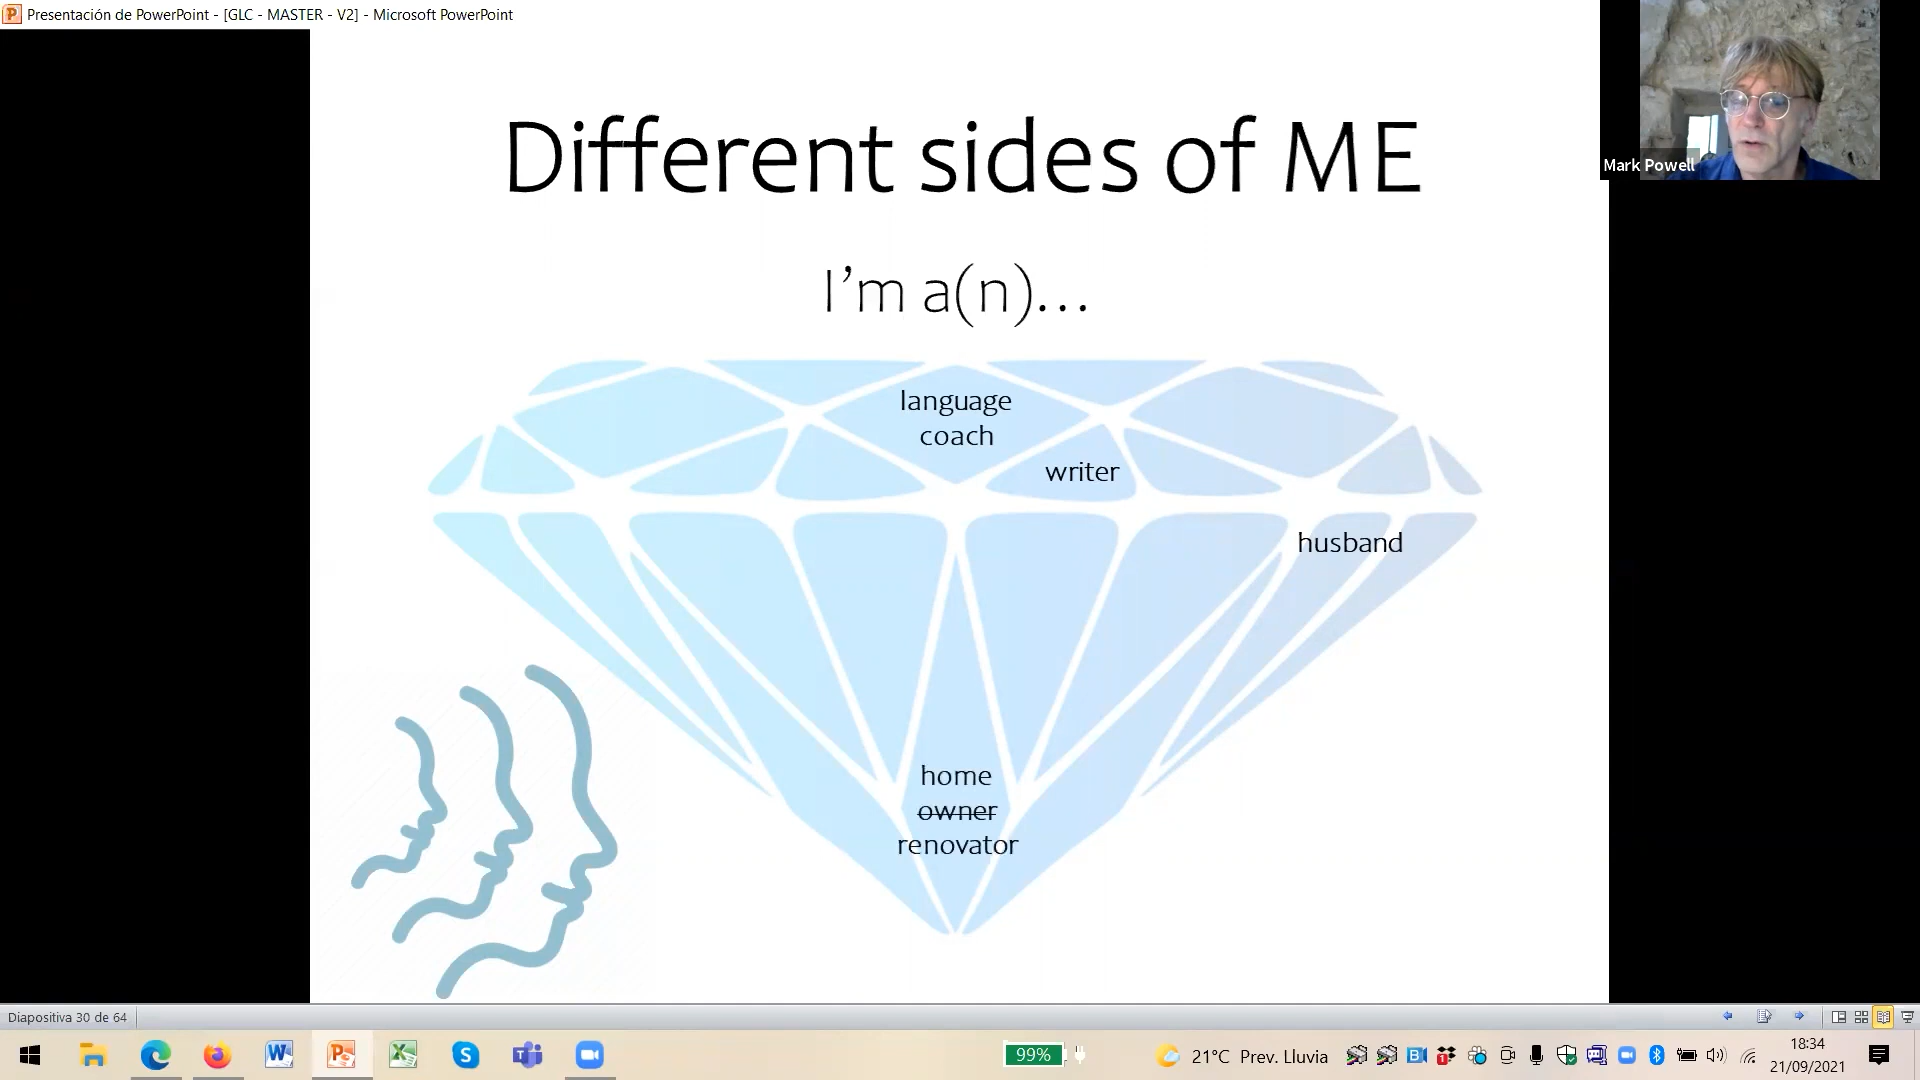 Presentación de PowerPoint - [GLC - MASTER - V2] - Microsoft PowerPoint
Mark Powell
Different sides of ME
I’m a(n)...
language
coach
writer
husband
home
owner
renovator
Diapositiva 30 de 64
99%
21°C Prev. Lluvia
18:34
21/09/2021